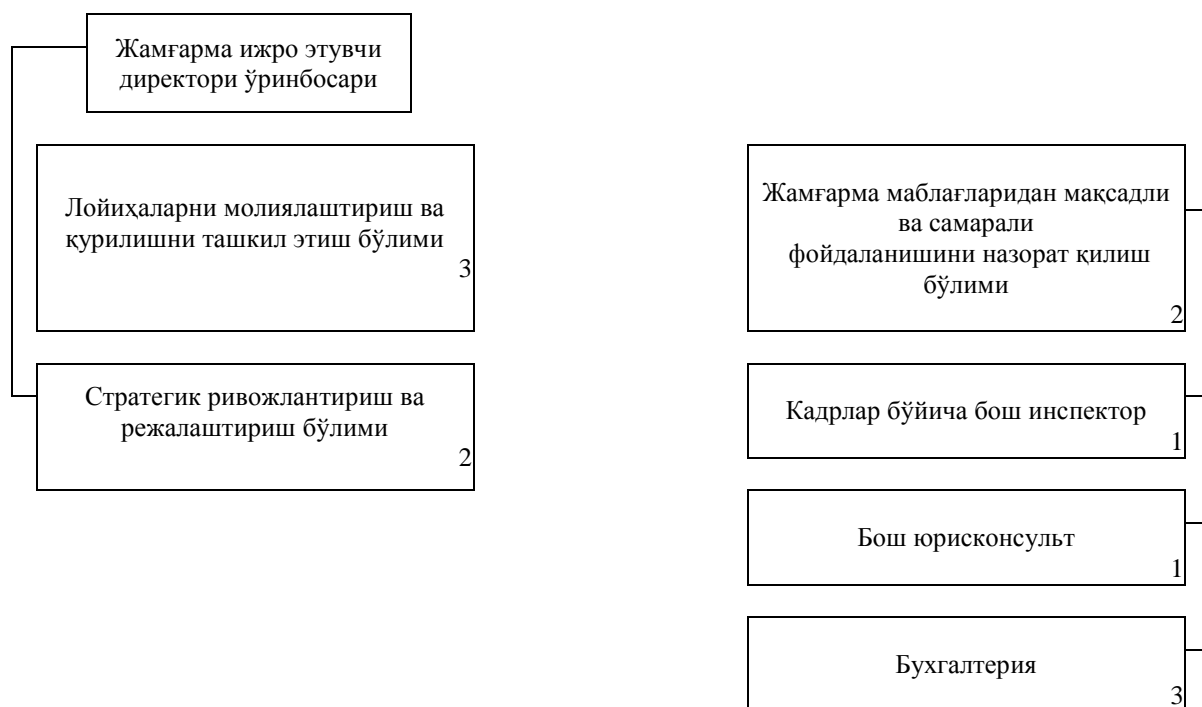 Жамғарма ижро этувчи
директори ўринбосари
Лойиҳаларни молиялаштириш ва
қурилишни ташкил этиш бўлими
3
Стратегик ривожлантириш ва
режалаштириш бўлими
2
Жамғарма маблағларидан мақсадли
ва самарали
фойдаланишини назорат қилиш
бўлими
2
Кадрлар бўйича бош инспектор
1
Бош юрисконсульт
1
Бухгалтерия
3